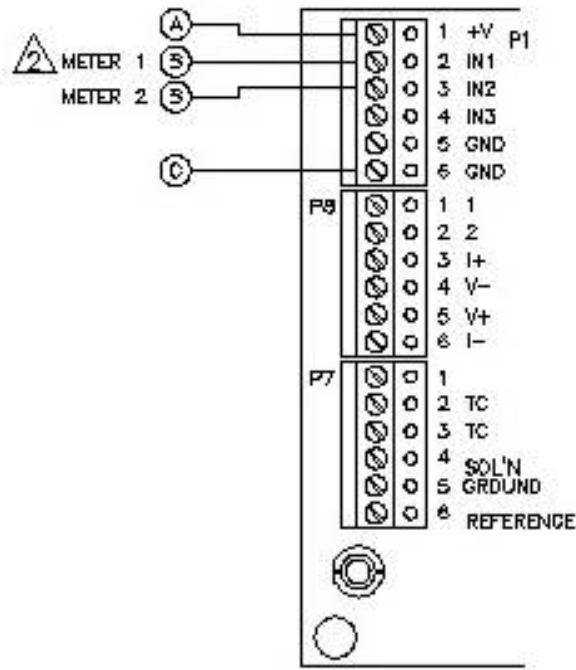 A
1 +V P1
2 METER 1 B 2 IN1
METER 2 B 3 IN2
4 IN3
5 GND
C 6 GND
P8 1 1
2 2
3 I+
4 V-
5 V+
6 I-
P7 1
2 TC
3 TC
4 SOL'N
5 GROUND
6 REFERENCE